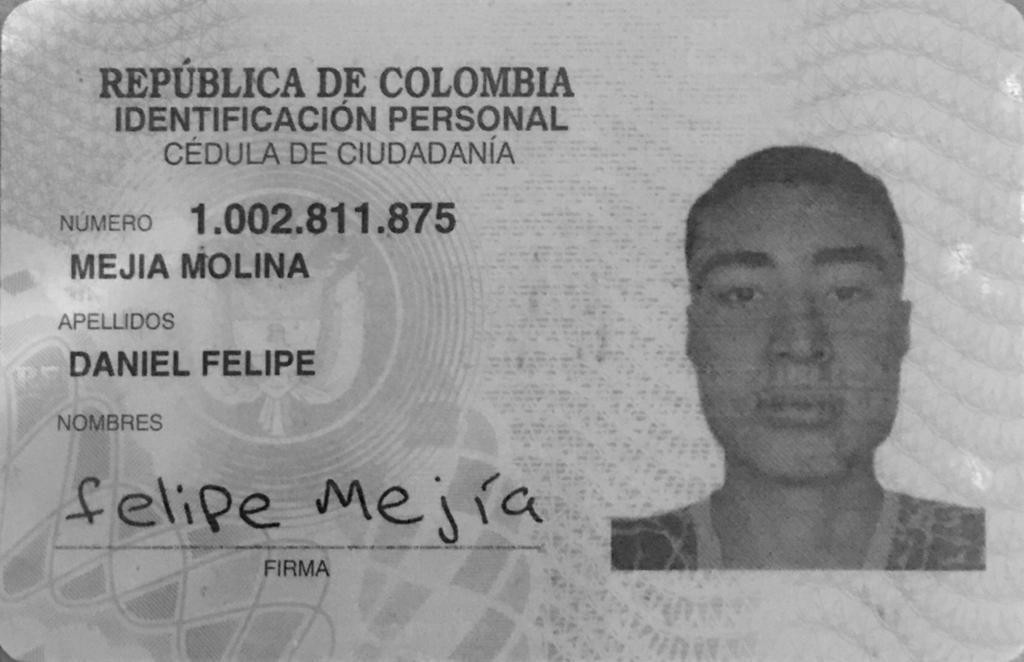 REPÚBLICA DE COLOMBIA
IDENTIFICACIÓN PERSONAL
CÉDULA DE CIUDADANÍA
NÚMERO 1.002.811.875
MEJIA MOLINA
APELLIDOS
DANIEL FELIPE
NOMBRES
felipe Mejía
FIRMA